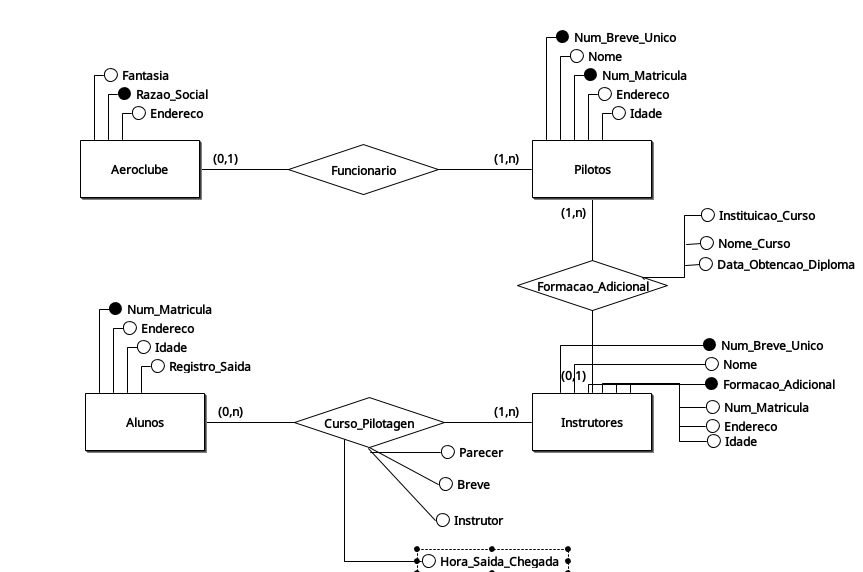 Num_Breve_Unico
Nome
Num_Matricula
Endereco
Idade
Fantasia
Razao_Social
Endereco
Aeroclube
(0,1)
Funcionario
(1,n)
Pilotos
(1,n)
Instituicao_Curso
Nome_Curso
Data_Obtencao_Diploma
Formacao_Adicional
Num_Matricula
Endereco
Idade
Registro_Saida
Num_Breve_Unico
Nome
(0,1)
Formacao_Adicional
Num_Matricula
Endereco
Idade
Alunos
(0,n)
Curso_Pilotagen
(1,n)
Instrutores
Parecer
Breve
Instrutor
Hora_Saida_Chegada